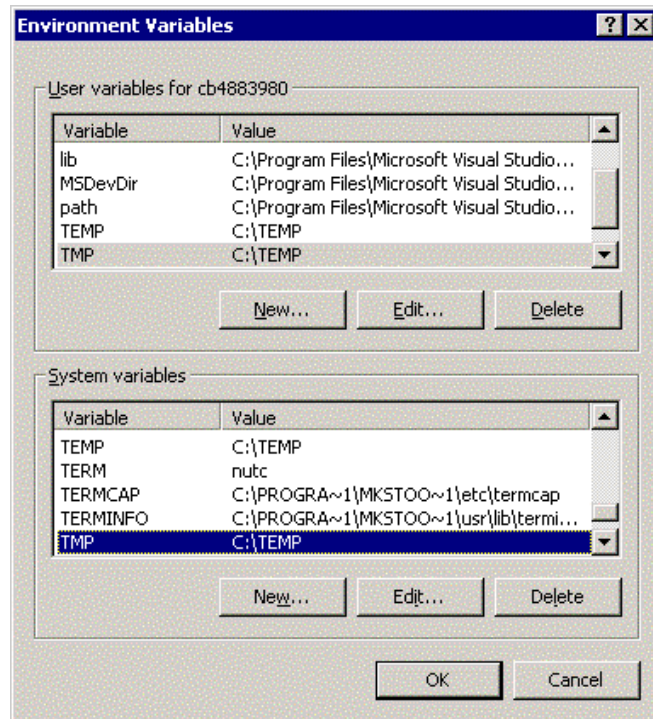 Environment Variables
User variables for cb4883980
Variable Value
lib C:\Program Files\Microsoft Visual Studio...
MSDevDir C:\Program Files\Microsoft Visual Studio...
path C:\Program Files\Microsoft Visual Studio...
TEMP C:\TEMP
TMP C:\TEMP
New... Edit... Delete
System variables
Variable Value
TEMP C:\TEMP
TERM nutc
TERMCAP C:\PROGRA~1\MKSTOO~1\etc\termcap
TERMINFO C:\PROGRA~1\MKSTOO~1\usr\lib\termi...
TMP C:\TEMP
New... Edit... Delete
OK Cancel